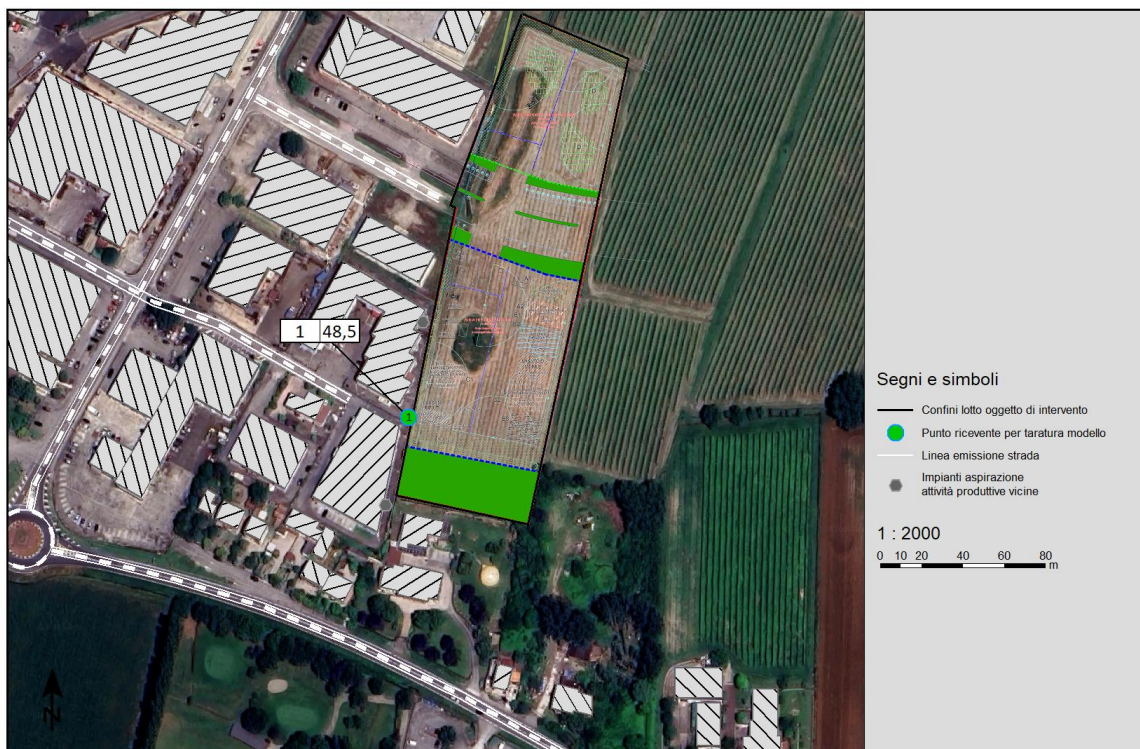 1 48,5
1
Segni e simboli
Confini lotto oggetto di intervento
Punto ricevente per taratura modello
Linea emissione strada
Impianti aspirazione
attività produttive vicine
1 : 2000
0 10 20 40 60 80
m
N